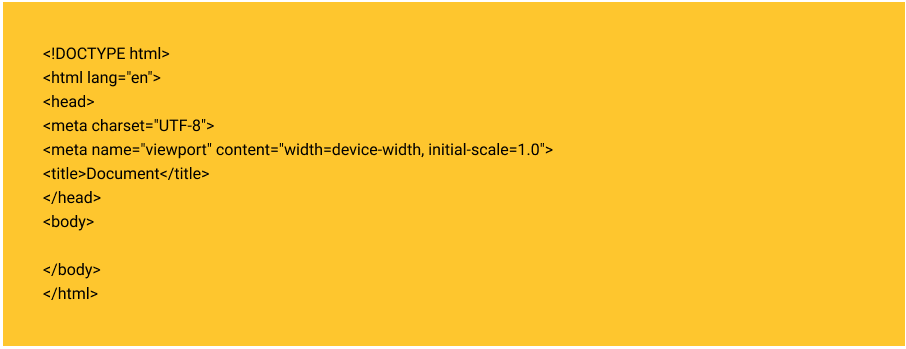 <!DOCTYPE html>
<html lang="en">
<head>
<meta charset="UTF-8">
<meta name="viewport" content="width=device-width, initial-scale=1.0">
<title>Document</title>
</head>
<body>
</body>
</html>